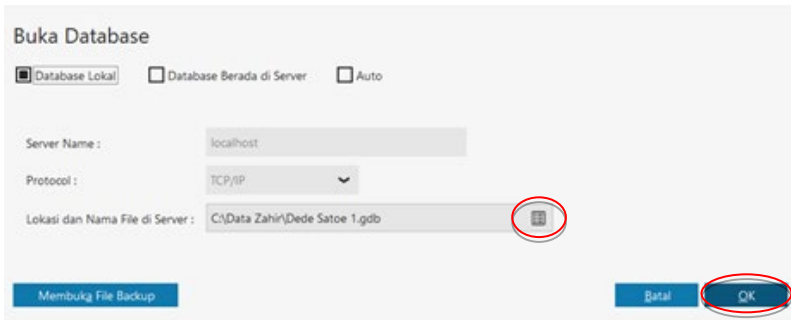 Buka Database
Database Lokal Database Berada di Server Auto
Server Name : localhost
Protocol : TCP/IP
Lokasi dan Nama File di Server : C:\Data Zahir\Dede Satoe 1.gdb
Membuka File Backup Batal OK